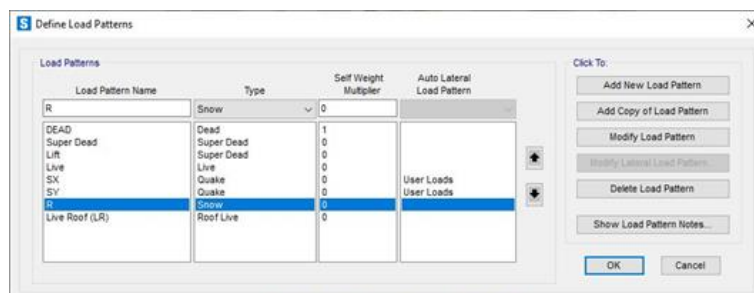 S Define Load Patterns
Load Patterns
Click To:
Load Pattern Name Type Self Weight Multiplier Auto Lateral Load Pattern
R Snow 0
DEAD Dead 1
Super Dead Super Dead 0
Lift Super Dead 0
Live Live 0
SX Quake 0 User Loads
SY Quake 0 User Loads
R Snow 0
Live Roof (LR) Roof Live 0
Add New Load Pattern
Add Copy of Load Pattern
Modify Load Pattern
Modify Lateral Load Pattern...
Delete Load Pattern
Show Load Pattern Notes...
OK Cancel